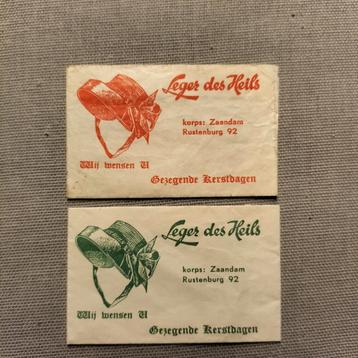 Leger des Heils
korps: Zaandam
Rustenburg 92
Wij wensen U
Gezegende Kerstdagen
Leger des Heils
korps: Zaandam
Rustenburg 92
Wij wensen U
Gezegende Kerstdagen